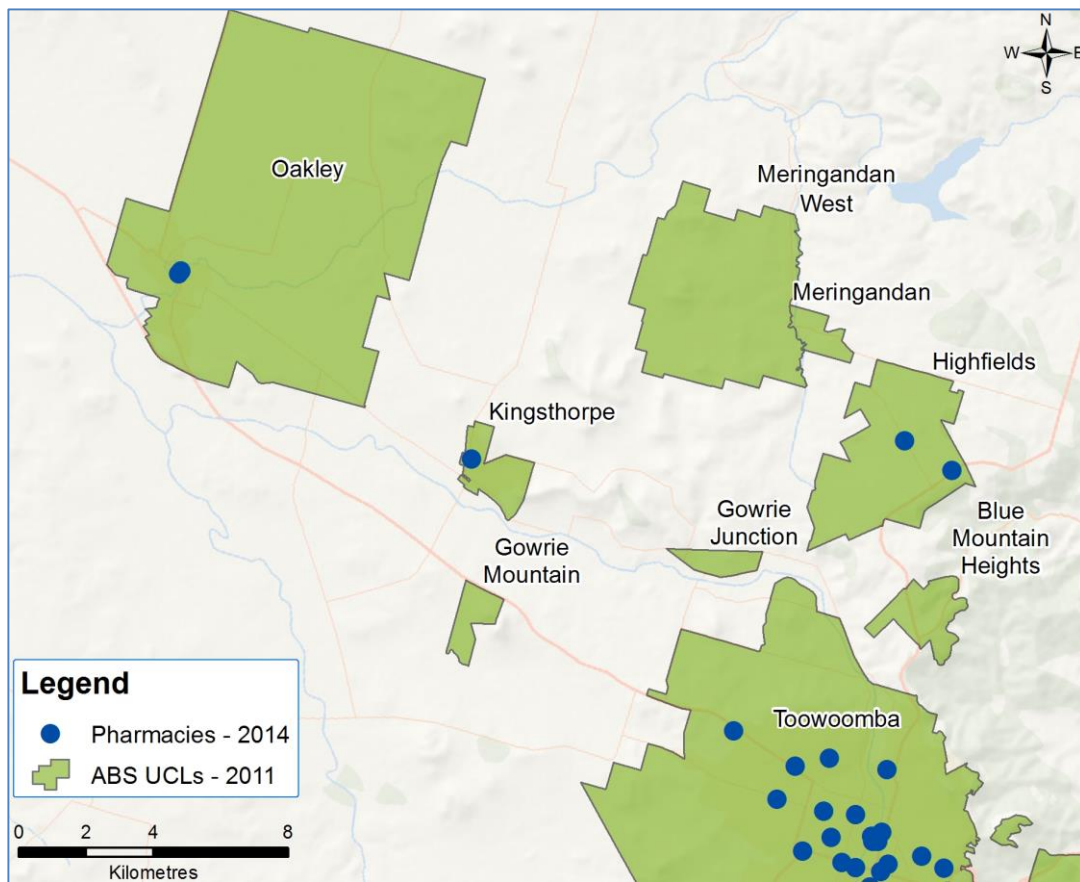 N
W E
S
Oakley
Meringandan
West
Meringandan
Highfields
Kingsthorpe
Gowrie
Junction
Blue
Mountain
Heights
Gowrie
Mountain
Toowoomba
Legend
Pharmacies - 2014
ABS UCLs - 2011
0 2 4 8
Kilometres